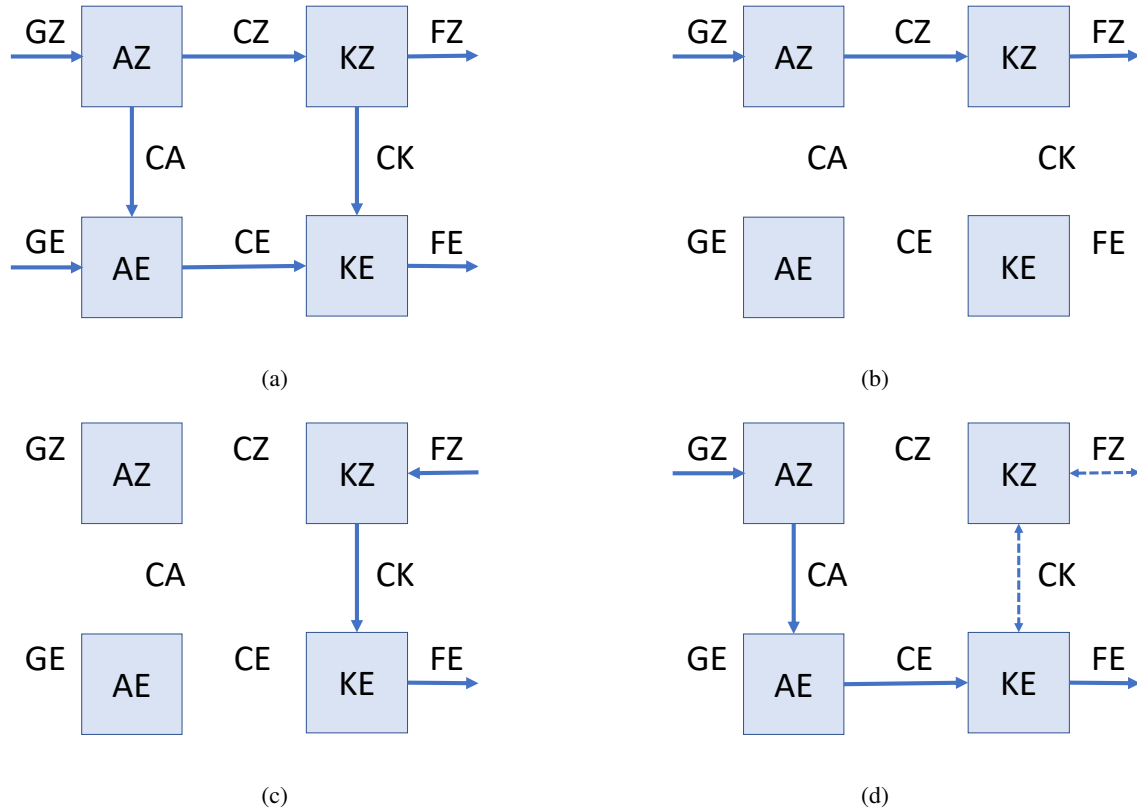 GZ CZ FZ GZ CZ FZ
AZ KZ AZ KZ
CA CK CA CK
GE CE FE GE CE FE
AE KE AE KE
(a) (b)
GZ CZ FZ GZ CZ FZ
AZ KZ AZ KZ
CA CK CA CK
GE CE FE GE CE FE
AE KE AE KE
(c) (d)